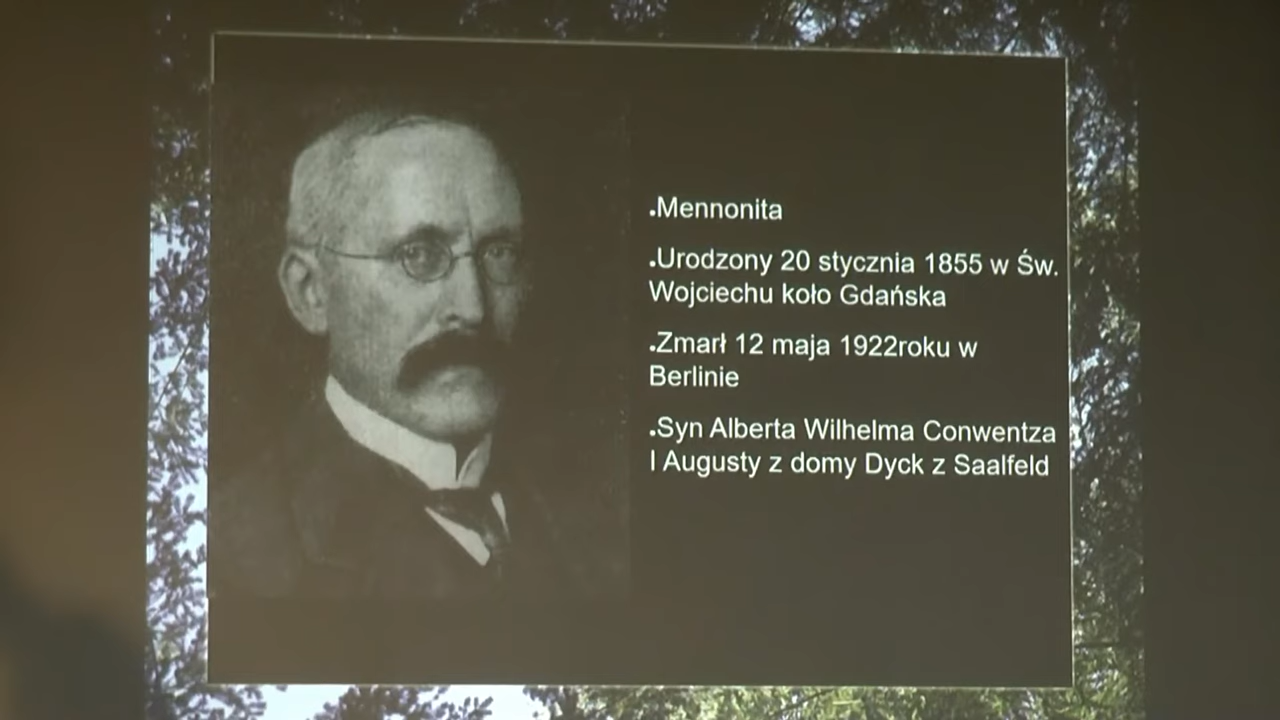 •Mennonita
•Urodzony 20 stycznia 1855 w Św.
Wojciechu koło Gdańska
•Zmarł 12 maja 1922roku w
Berlinie
•Syn Alberta Wilhelma Conwentza
I Augusty z domy Dyck z Saalfeld